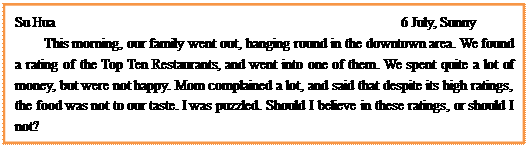 Su Hua 6 July, Sunny
This morning, our family went out, hanging round in the downtown area. We found
a rating of the Top Ten Restaurants, and went into one of them. We spent quite a lot of
money, but were not happy. Mom complained a lot, and said that despite its high ratings,
the food was not to our taste. I was puzzled. Should I believe in these ratings, or should I
not?